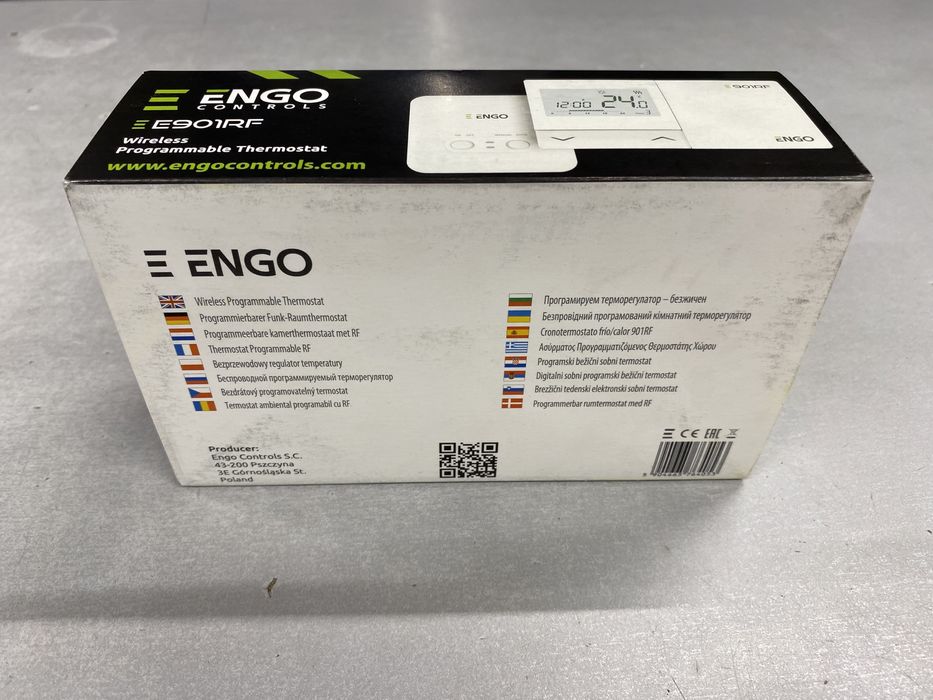 ENGO
CONTROLS
E901RF
Wireless
Programmable Thermostat
www.engocontrols.com
ENGO
12:00 24.0
E901RF
ENGO
ENGO
Wireless Programmable Thermostat
Programmierbarer Funk-Raumthermostat
Programmeerbare kamerthermostaat met RF
Thermostat Programmable RF
Bezprzewodowy regulator temperatury
Беспроводной программируемый терморегулятор
Bezdrátový programovatelný termostat
Termostat ambiental programabil cu RF
Програмируем терморегулатор – безжичен
Безпровідний програмований кімнатний терморегулятор
Cronotermostato frío/calor 901RF
Ασύρματος Προγραμματιζόμενος Θερμοστάτης Χώρου
Programski bežični sobni termostat
Digitalni sobni programski bežični termostat
Brezžični tedenski elektronski sobni termostat
Programmerbar rumtermostat med RF
Producer:
Engo Controls S.C.
43-200 Pszczyna
3E Górnośląska St.
Poland
CE EAC